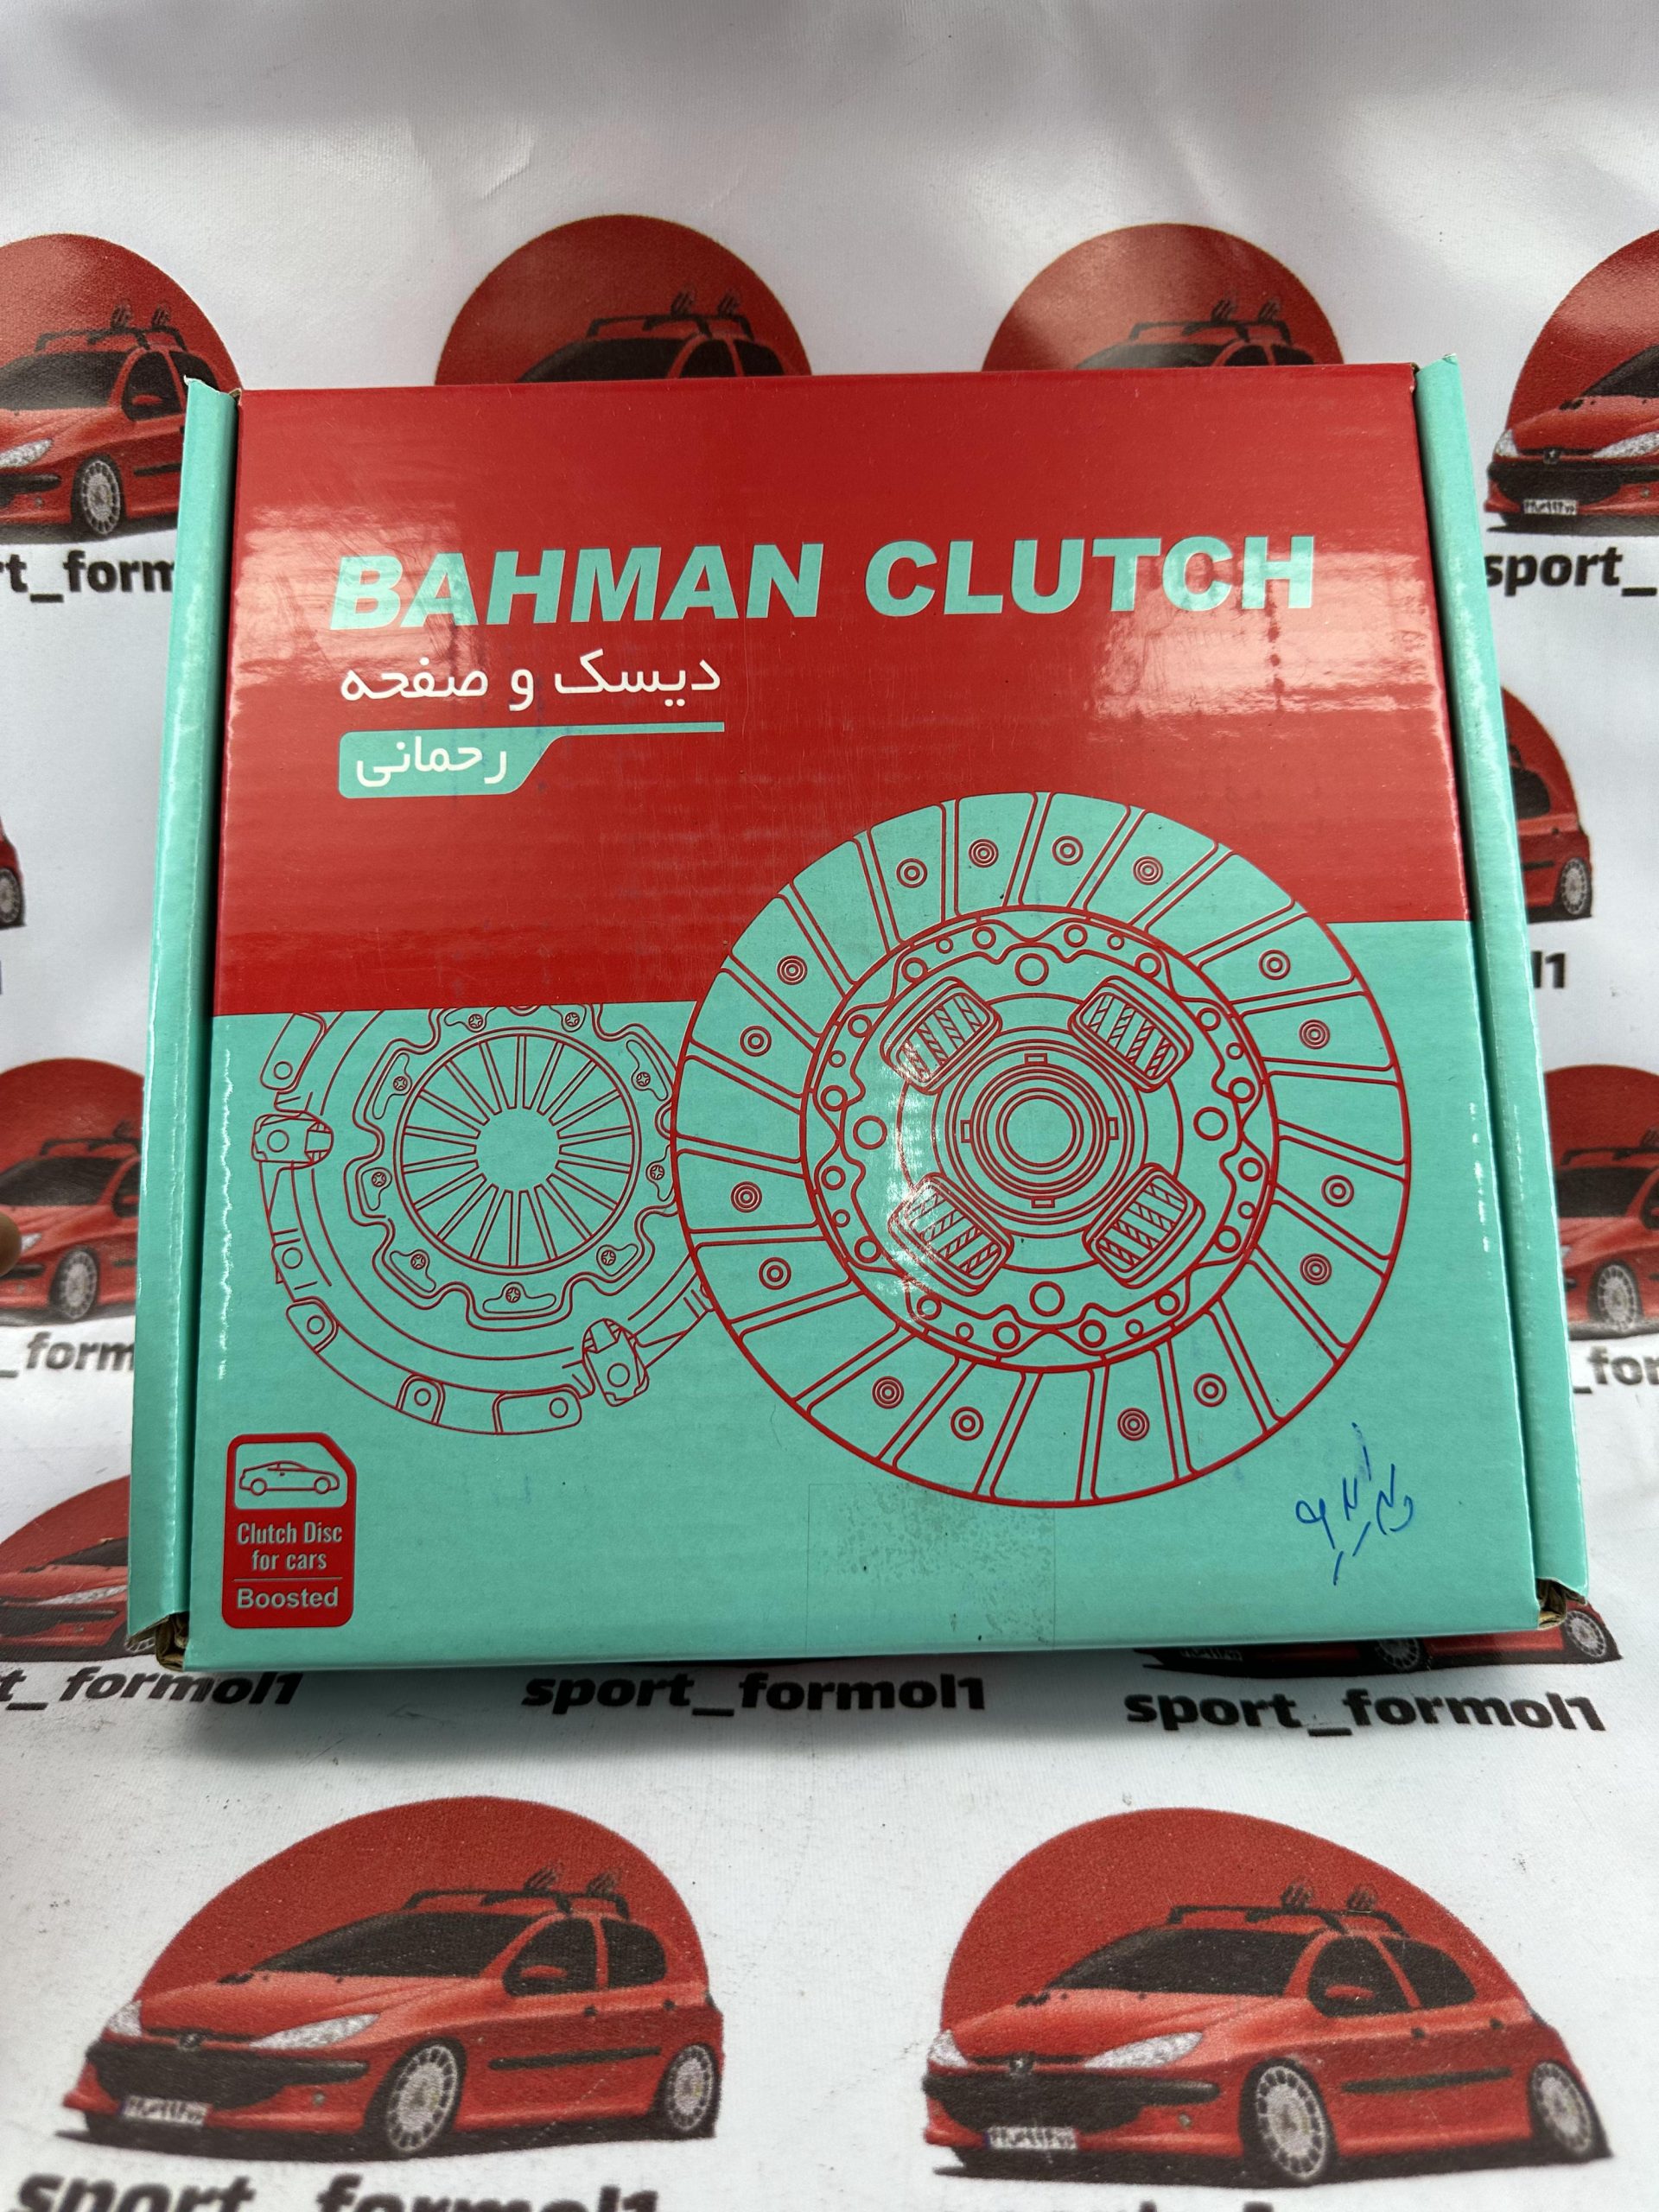 BAHMAN CLUTCH
دیسک و صفحه
رحمانی
Clutch Disc
for cars
Boosted
sport_formol1
sport_formol1